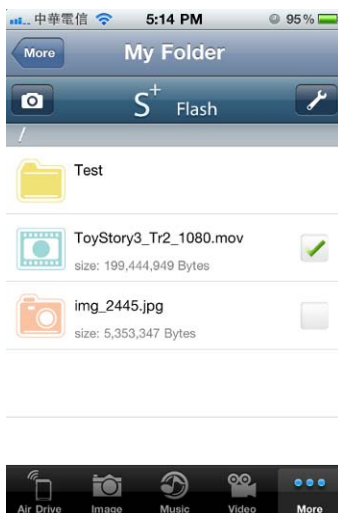 中華電信 5:14 PM 95%
More My Folder
S+ Flash
/
Test
ToyStory3_Tr2_1080.mov
size: 199,444,949 Bytes
img_2445.jpg
size: 5,353,347 Bytes
Air Drive Image Music Video More